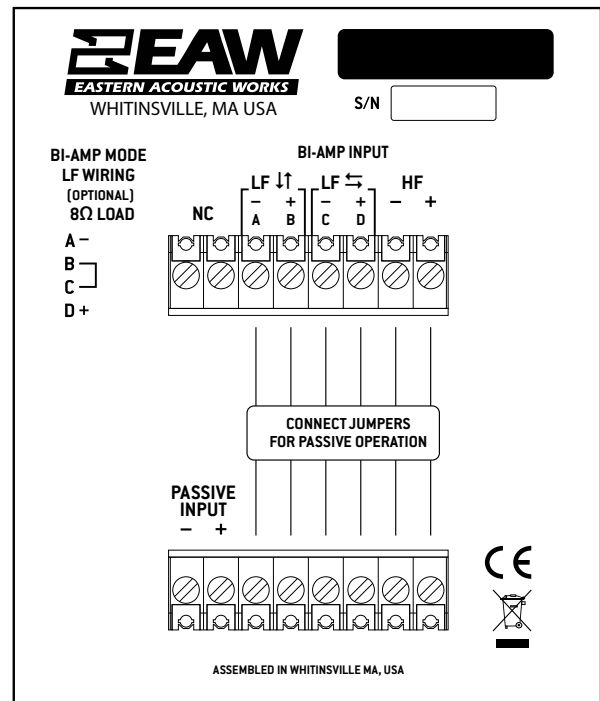 EAW
EASTERN ACOUSTIC WORKS
WHITINSVILLE, MA USA
S/N
BI-AMP MODE
LF WIRING
(OPTIONAL)
8Ω LOAD
A −
B
C
D +
BI-AMP INPUT
NC
LF ↓↑
LF ⇆
HF
− + − + − +
A B C D
CONNECT JUMPERS
FOR PASSIVE OPERATION
PASSIVE
INPUT
− +
CE
ASSEMBLED IN WHITINSVILLE MA, USA